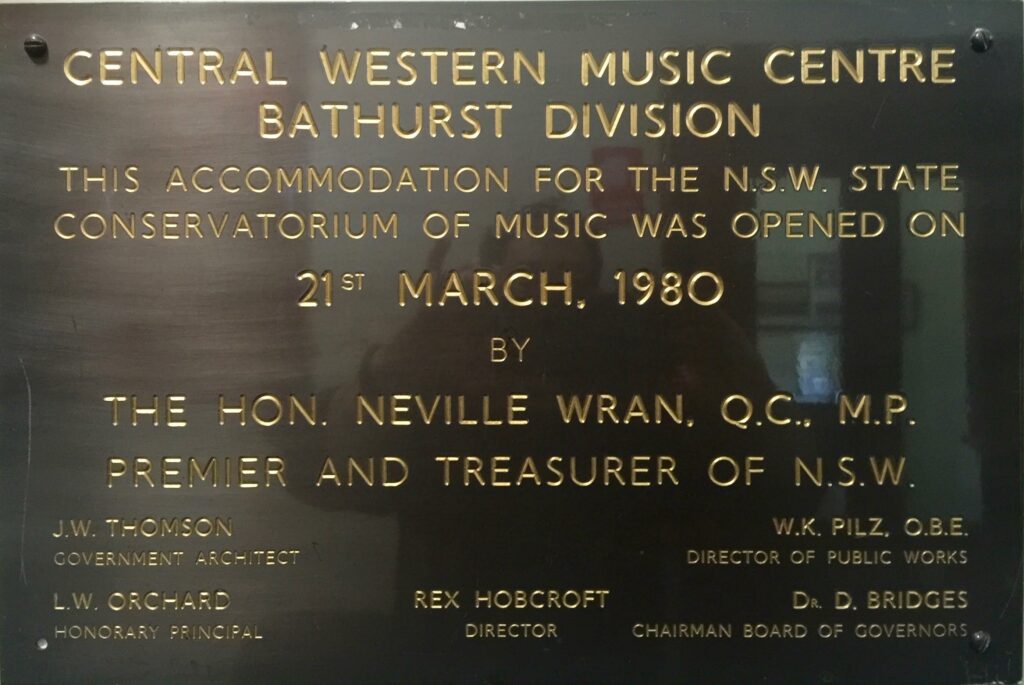 CENTRAL WESTERN MUSIC CENTRE
BATHURST DIVISION
THIS ACCOMMODATION FOR THE N.S.W. STATE
CONSERVATORIUM OF MUSIC WAS OPENED ON
21ST MARCH, 1980
BY
THE HON. NEVILLE WRAN, Q.C., M.P.
PREMIER AND TREASURER OF N.S.W.
J.W. THOMSON
GOVERNMENT ARCHITECT
W.K. PILZ, O.B.E.
DIRECTOR OF PUBLIC WORKS
L.W. ORCHARD
HONORARY PRINCIPAL
REX HOBCROFT
DIRECTOR
DR. D. BRIDGES
CHAIRMAN BOARD OF GOVERNORS